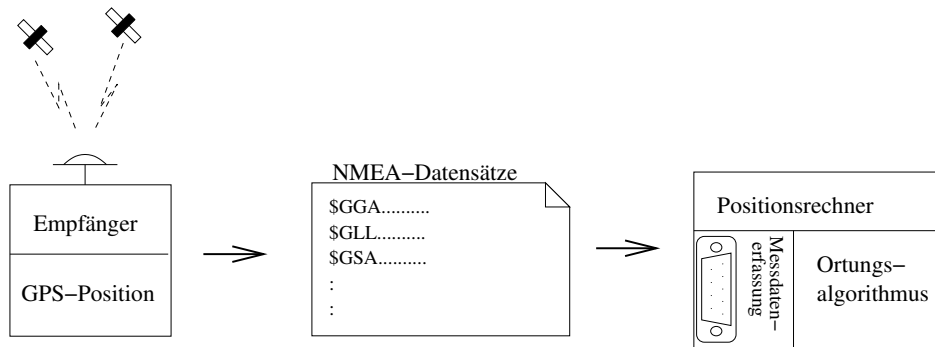 Empfänger
GPS−Position
NMEA−Datensätze
$GGA..........
$GLL..........
$GSA..........
:
:
Positionsrechner
Messdaten−
erfassung
Ortungs−
algorithmus